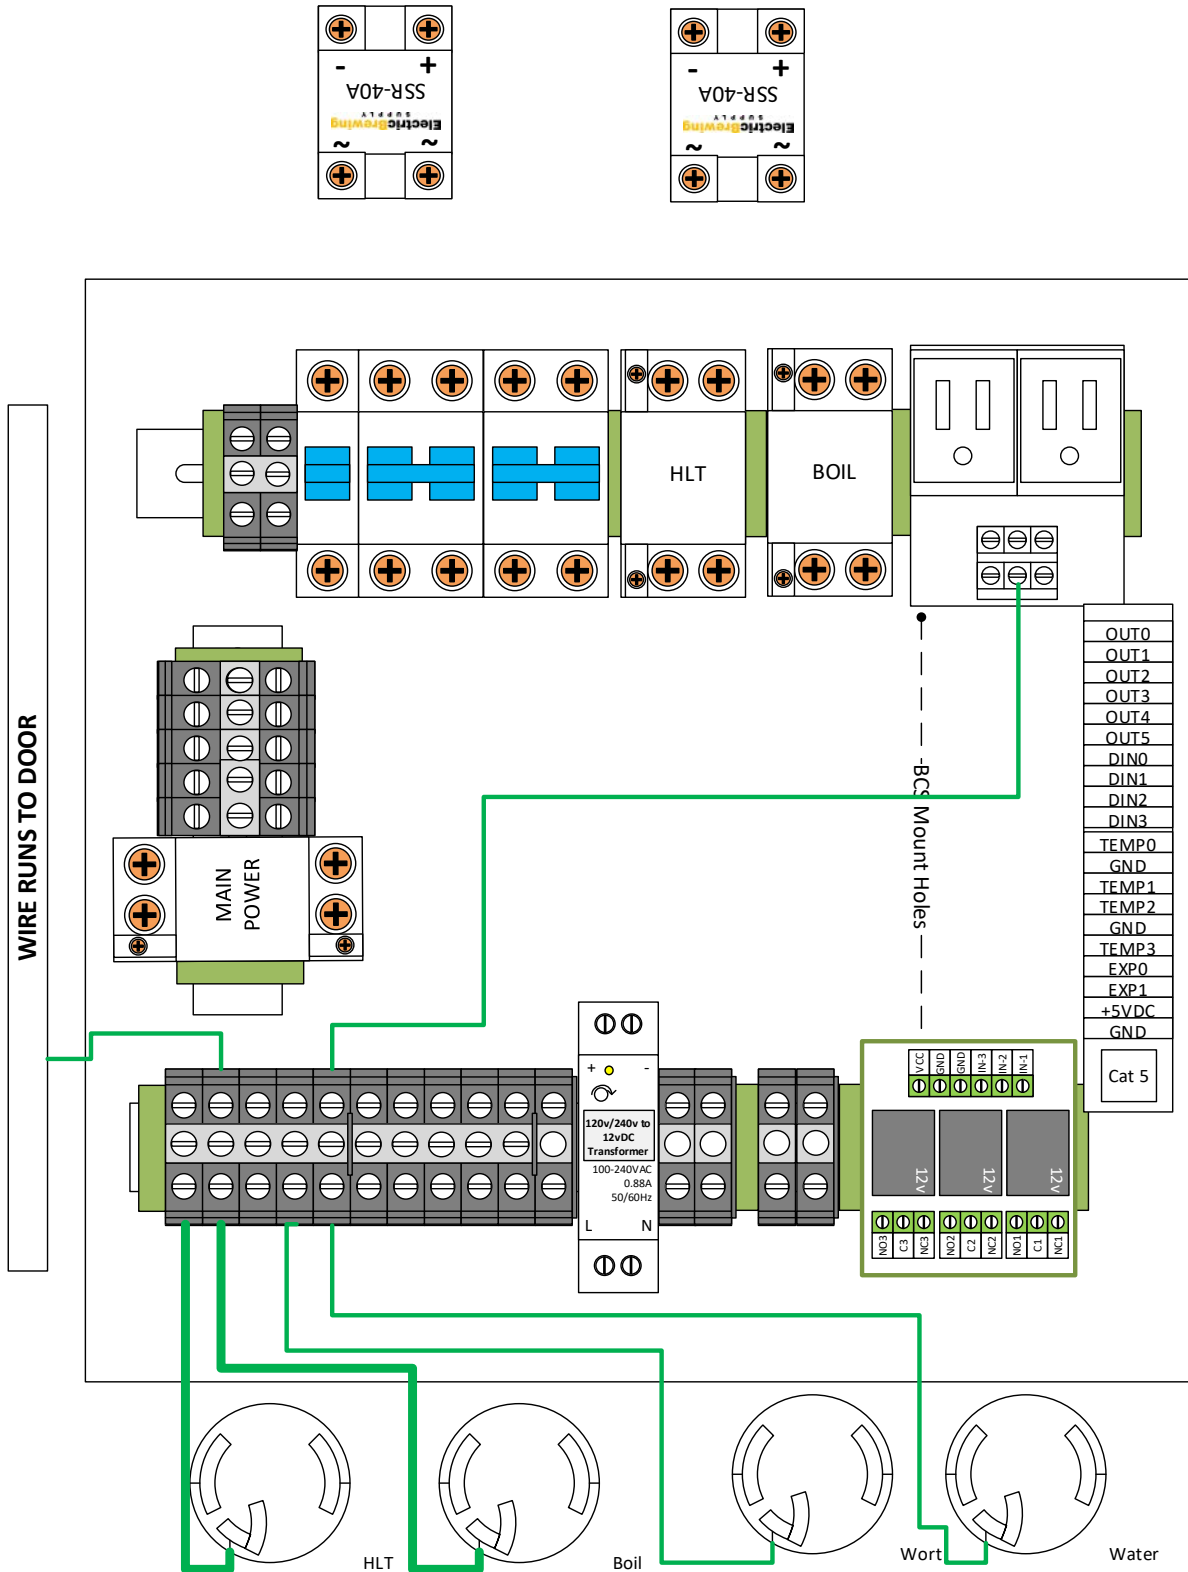 - +
SSR-40A
SUPPLY
ElectricBrewing
~ ~
- +
SSR-40A
SUPPLY
ElectricBrewing
~ ~
HLT
BOIL
WIRE RUNS TO DOOR
MAIN
POWER
BCS Mount Holes
OUT0
OUT1
OUT2
OUT3
OUT4
OUT5
DIN0
DIN1
DIN2
DIN3
TEMP0
GND
TEMP1
TEMP2
GND
TEMP3
EXP0
EXP1
+5VDC
GND
Cat 5
+ -
120v/240v to
12vDC
Transformer
100-240VAC
0.88A
50/60Hz
L N
VCC
GND
GND
IN-3
IN-2
IN-1
12v
12v
12v
NO3
C3
NC3
NO2
C2
NC2
NO1
C1
NC1
HLT
Boil
Wort
Water